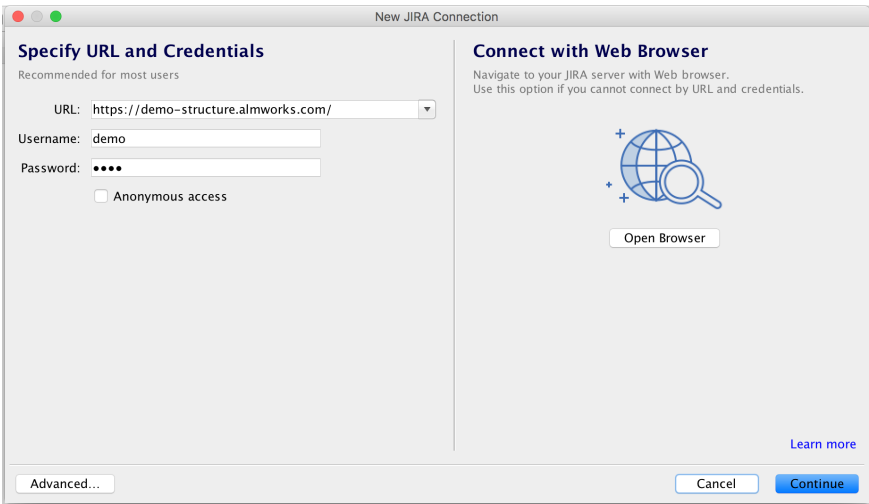 New JIRA Connection
Specify URL and Credentials
Recommended for most users
URL: https://demo-structure.almworks.com/
Username: demo
Password: ••••
Anonymous access
Connect with Web Browser
Navigate to your JIRA server with Web browser.
Use this option if you cannot connect by URL and credentials.
Open Browser
Learn more
Advanced...
Cancel
Continue